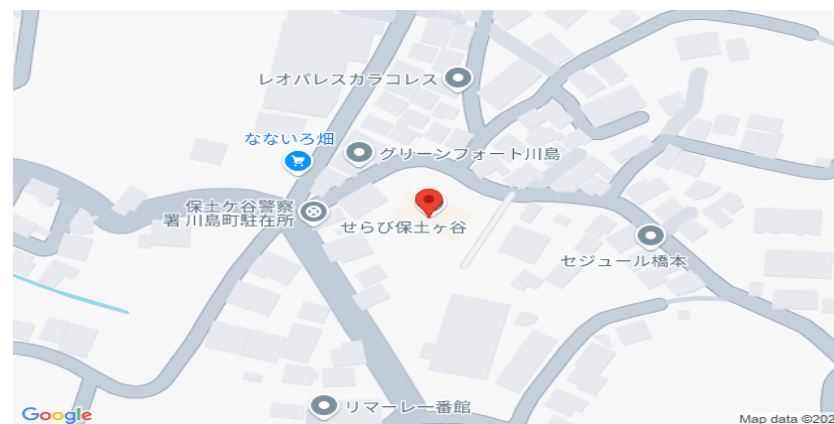 レオパレスカラコレス
なないろ畑
グリーンフォート川島
保土ケ谷警察
署川島町駐在所
せらび保土ヶ谷
セジュール橋本
リマーレ一番館
Google
Map data ©202